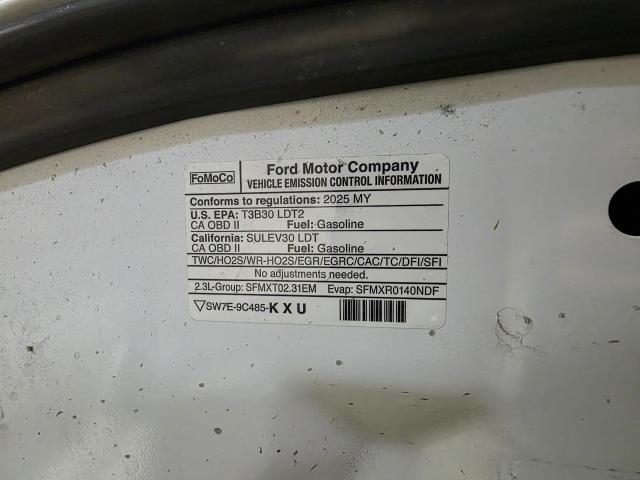 FoMoCo Ford Motor Company
VEHICLE EMISSION CONTROL INFORMATION
Conforms to regulations: 2025 MY
U.S. EPA: T3B30 LDT2
CA OBD II Fuel: Gasoline
California: SULEV30 LDT
CA OBD II Fuel: Gasoline
TWC/HO2S/WR-HO2S/EGR/EGRC/CAC/TC/DFI/SFI
No adjustments needed.
2.3L-Group: SFMXT02.31EM Evap: SFMXR0140NDF
SW7E-9C485-K X U